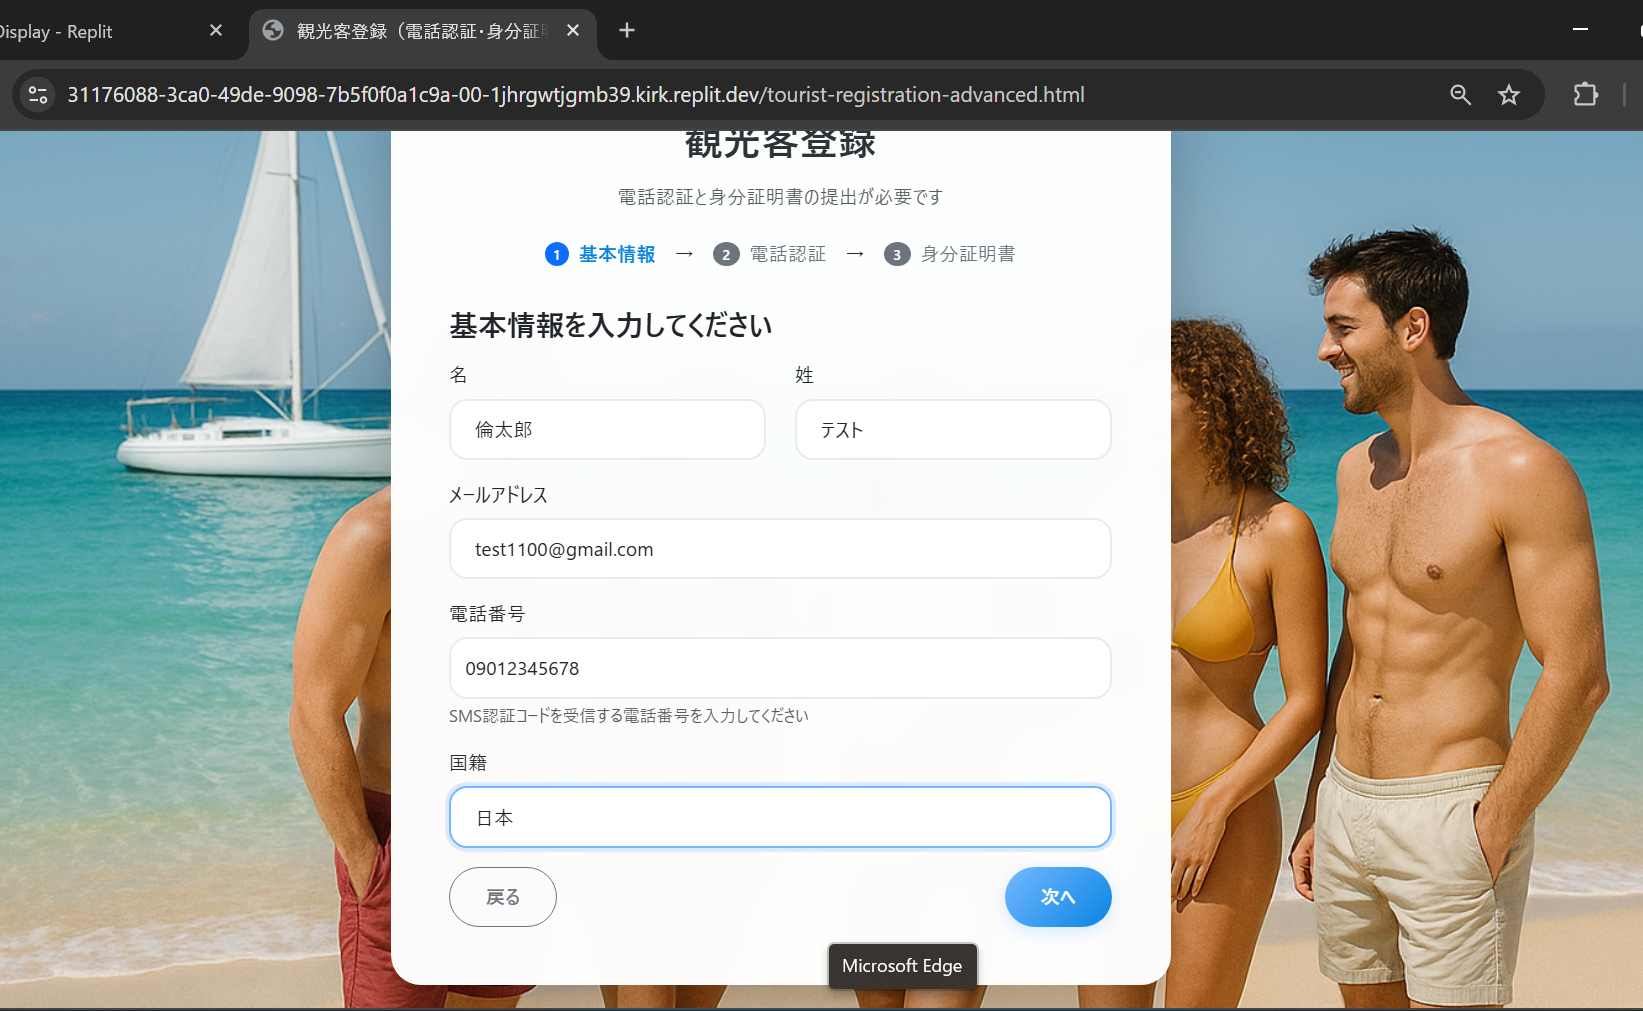 Display - Replit
観光客登録（電話認証・身分証明
31176088-3ca0-49de-9098-7b5f0f0a1c9a-00-1jhrgwtjgmb39.kirk.replit.dev/tourist-registration-advanced.html
観光客登録
電話認証と身分証明書の提出が必要です
1 基本情報 → 2 電話認証 → 3 身分証明書
基本情報を入力してください
名 姓
倫太郎 テスト
メールアドレス
test1100@gmail.com
電話番号
09012345678
SMS認証コードを受信する電話番号を入力してください
国籍
日本
戻る 次へ
Microsoft Edge